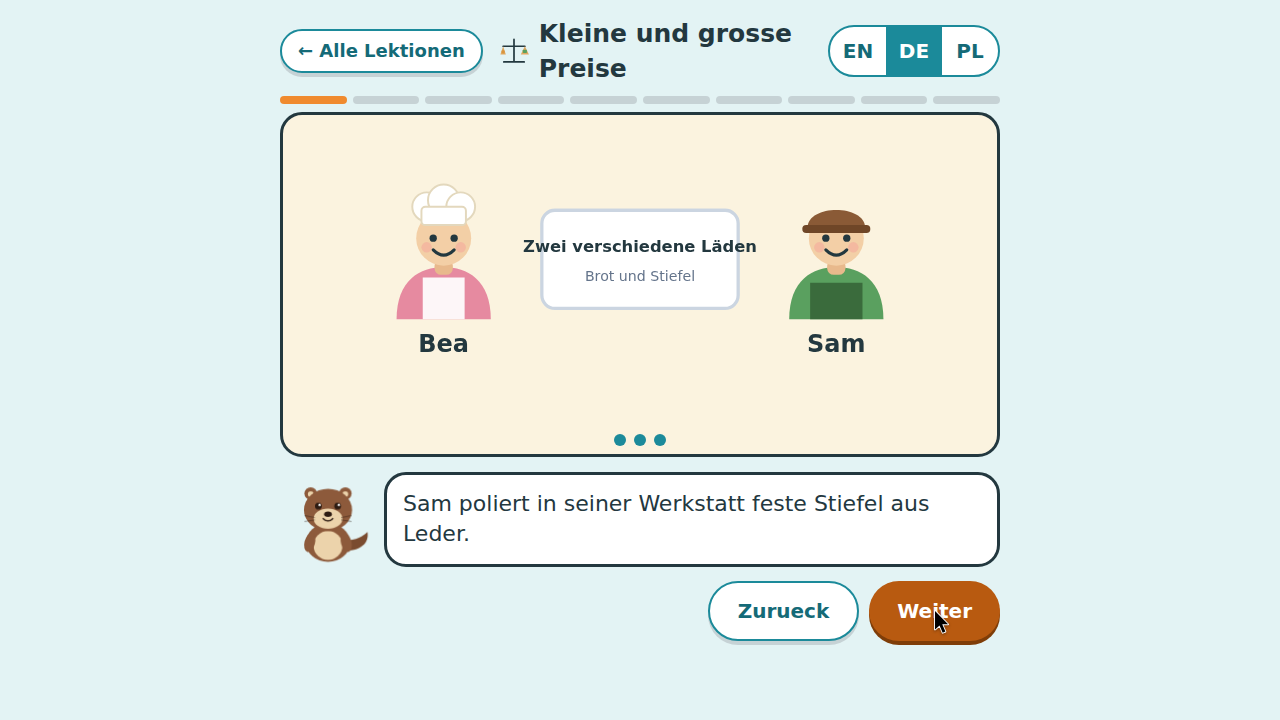 ← Alle Lektionen
Kleine und grosse
Preise
EN DE PL
Zwei verschiedene Läden
Brot und Stiefel
Bea
Sam
Sam poliert in seiner Werkstatt feste Stiefel aus
Leder.
Zurueck
Weiter